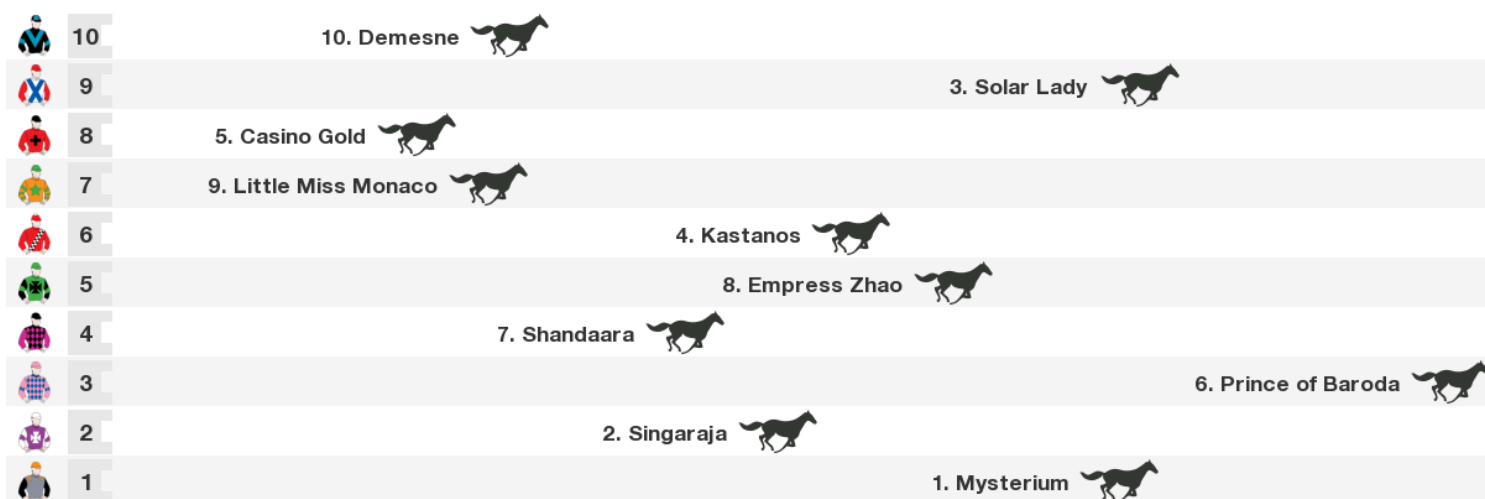 10 10. Demesne
9 3. Solar Lady
8 5. Casino Gold
7 9. Little Miss Monaco
6 4. Kastanos
5 8. Empress Zhao
4 7. Shandaara
3 6. Prince of Baroda
2 2. Singaraja
1 1. Mysterium